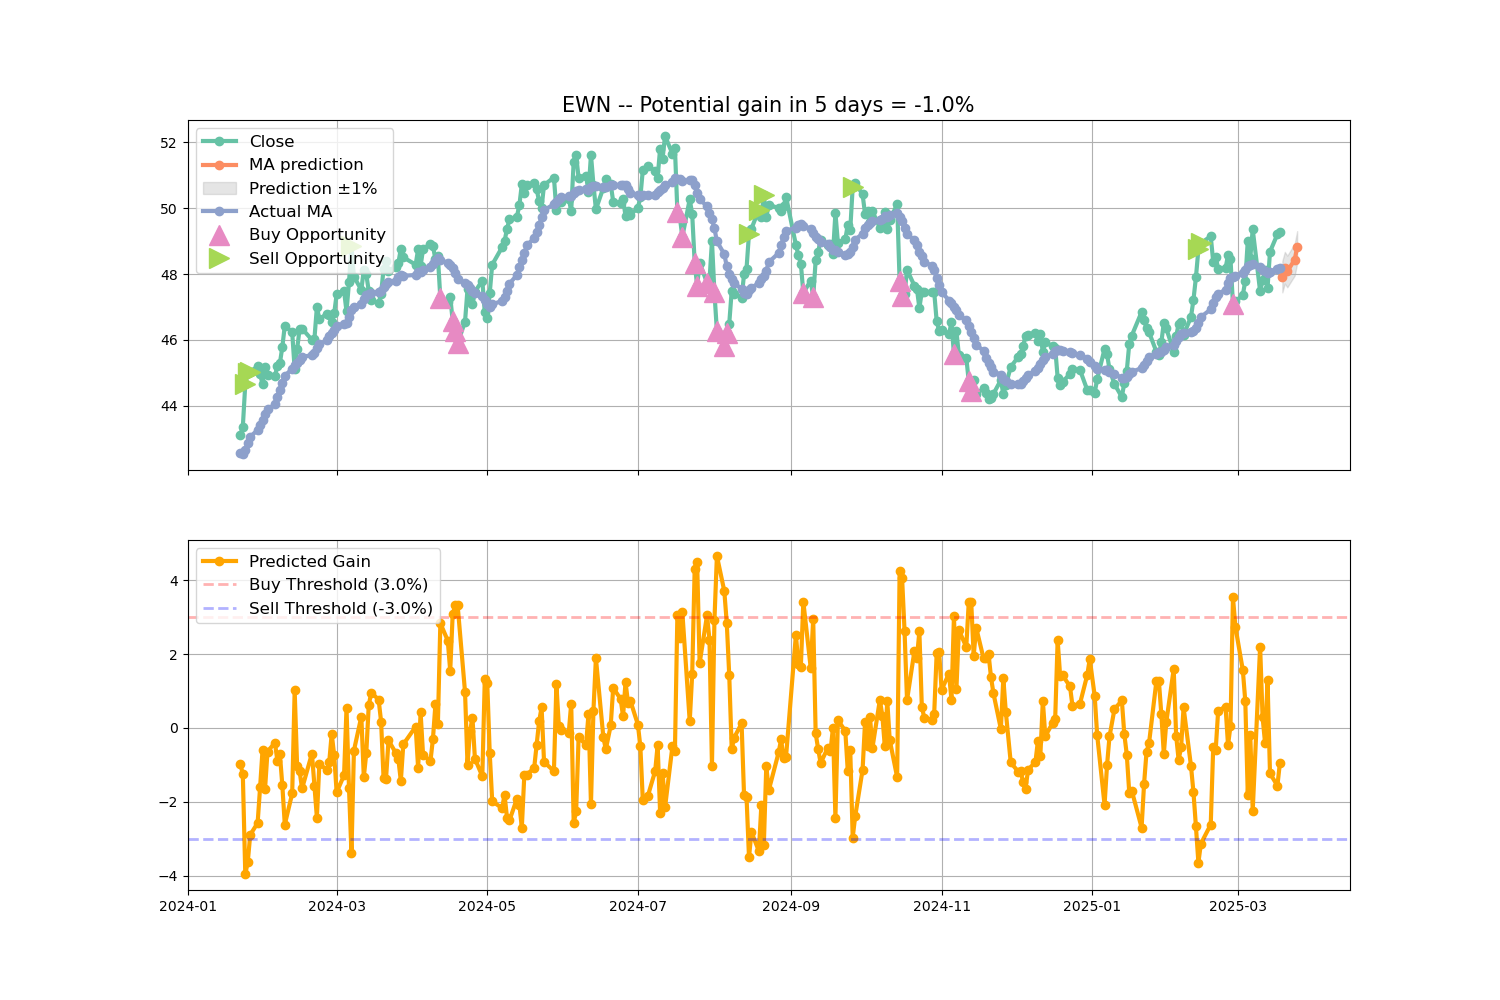 EWN -- Potential gain in 5 days = -1.0%
52
50
48
46
44
Close
MA prediction
Prediction ±1%
Actual MA
Buy Opportunity
Sell Opportunity
4
2
0
−2
−4
Predicted Gain
Buy Threshold (3.0%)
Sell Threshold (-3.0%)
2024-01
2024-03
2024-05
2024-07
2024-09
2024-11
2025-01
2025-03